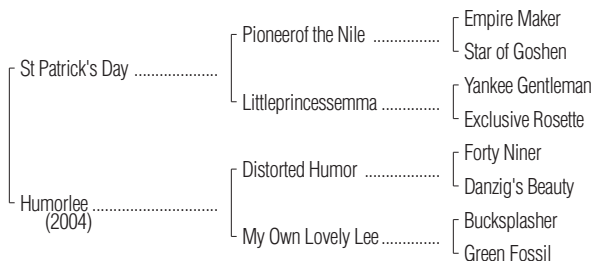 Empire Maker
Pioneerof the Nile ................
Star of Goshen
St Patrick's Day ....................
Yankee Gentleman
Littleprincessemma ..............
Exclusive Rosette
Forty Niner
Distorted Humor ..................
Danzig's Beauty
Humorlee ..............................
(2004)
Bucksplasher
My Own Lovely Lee ..............
Green Fossil